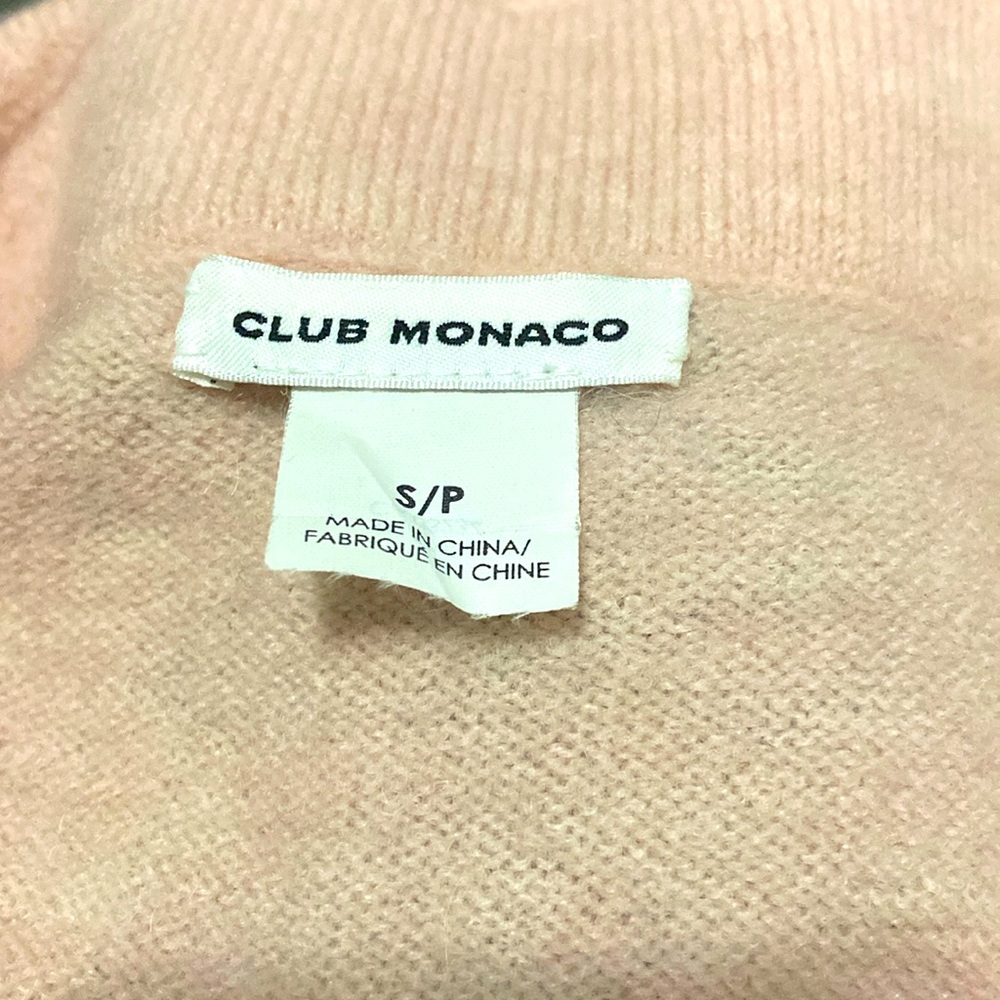 CLUB MONACO
S/P
MADE IN CHINA/
FABRIQUE EN CHINE